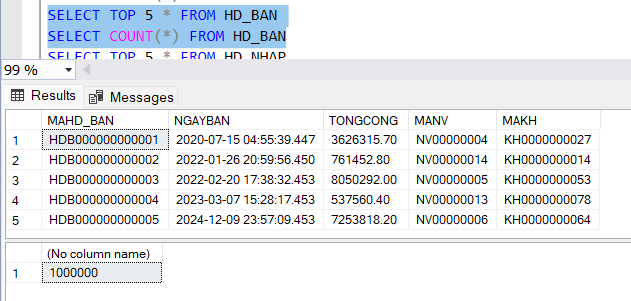 SELECT TOP 5 * FROM HD_BAN
SELECT COUNT(*) FROM HD_BAN
SELECT TOP 5 * FROM HD_NHAP
99 %
Results Messages
MAHD_BAN NGAYBAN TONGCONG MANV MAKH
1 HDB000000000001 2020-07-15 04:55:39.447 3626315.70 NV00000004 KH0000000027
2 HDB000000000002 2022-01-26 20:59:56.450 761452.80 NV00000014 KH0000000014
3 HDB000000000003 2022-02-20 17:38:32.453 8050292.00 NV00000005 KH0000000053
4 HDB000000000004 2023-03-07 15:28:17.453 537560.40 NV00000013 KH0000000078
5 HDB000000000005 2024-12-09 23:57:09.453 7253818.20 NV00000006 KH0000000064
(No column name)
1 1000000